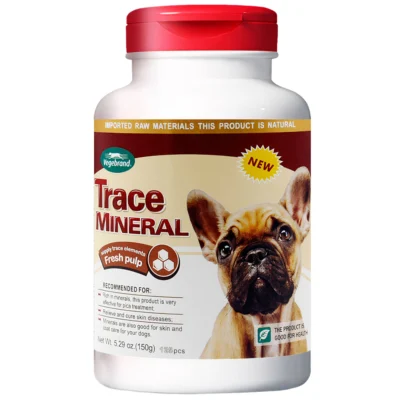 IMPORTED RAW MATERIALS THIS PRODUCT IS NATURAL
Vegebrand
NEW
Trace
MINERAL
supply trace elements
Fresh pulp
RECOMMENDED FOR:
Rich in minerals, this product is very
effective for pica treatment.
Relieve and cure skin diseases.
Minerals are also good for skin and
coat care for your dogs.
Net Wt. 5.29 oz.(150g)
pcs
THE PRODUCT IS
GOOD FOR HEALTH